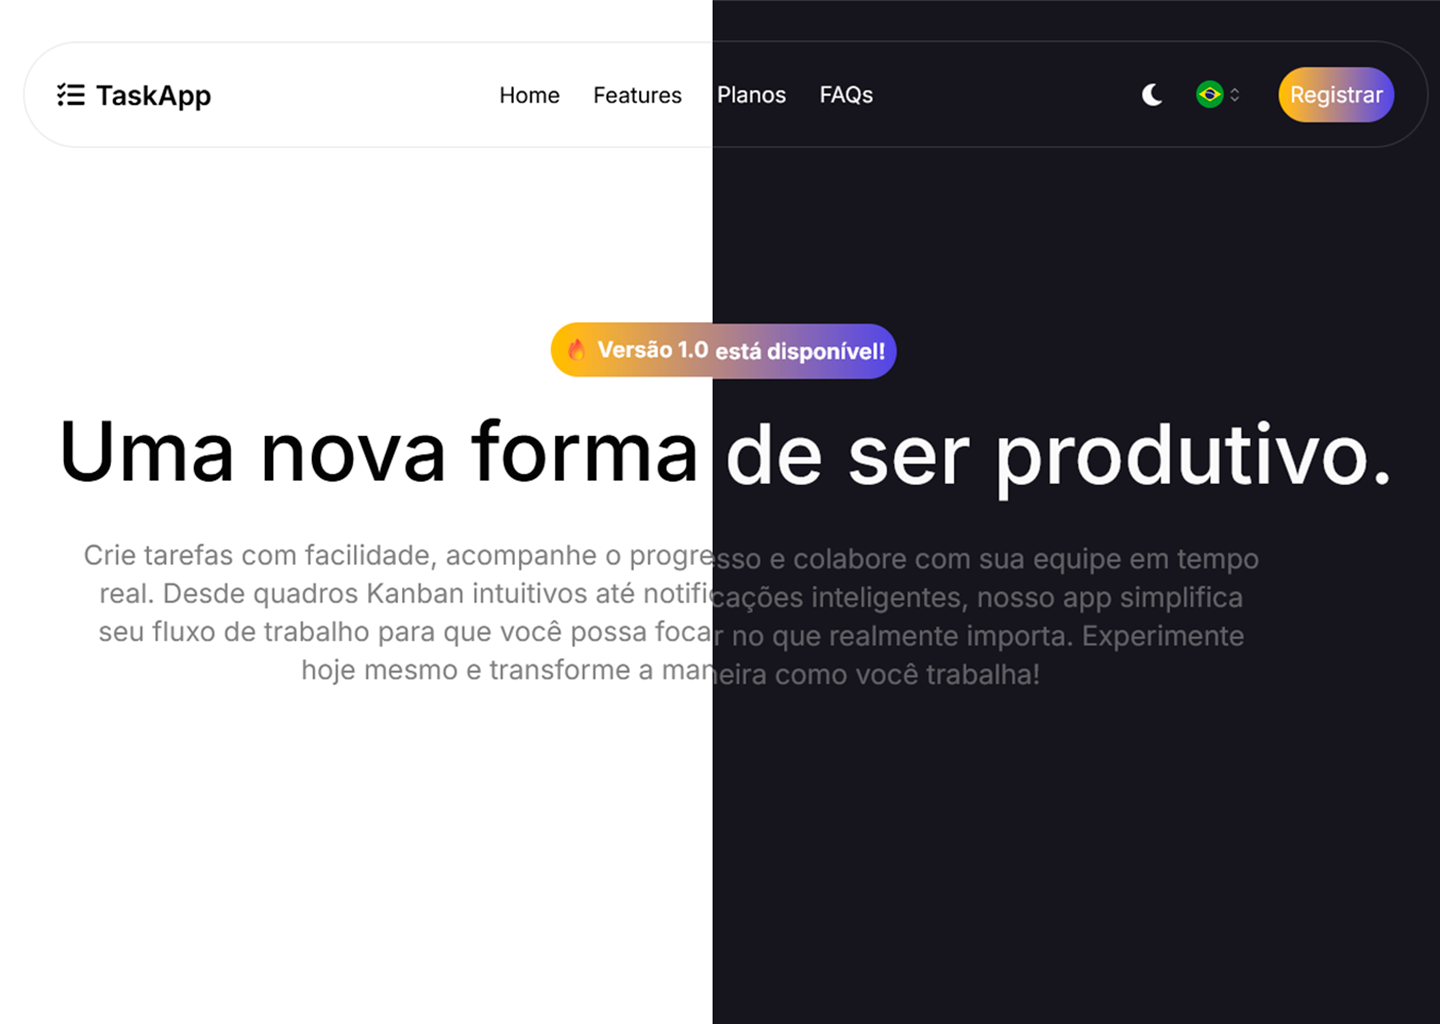 TaskApp
Home Features Planos FAQs
Registrar
Versão 1.0 está disponível!
Uma nova forma de ser produtivo.
Crie tarefas com facilidade, acompanhe o progresso e colabore com sua equipe em tempo
real. Desde quadros Kanban intuitivos até notificações inteligentes, nosso app simplifica
seu fluxo de trabalho para que você possa focar no que realmente importa. Experimente
hoje mesmo e transforme a maneira como você trabalha!